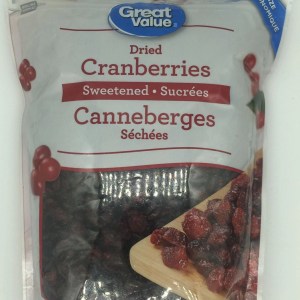 Great
Value
Dried
Cranberries
Sweetened • Sucrées
Canneberges
Séchées